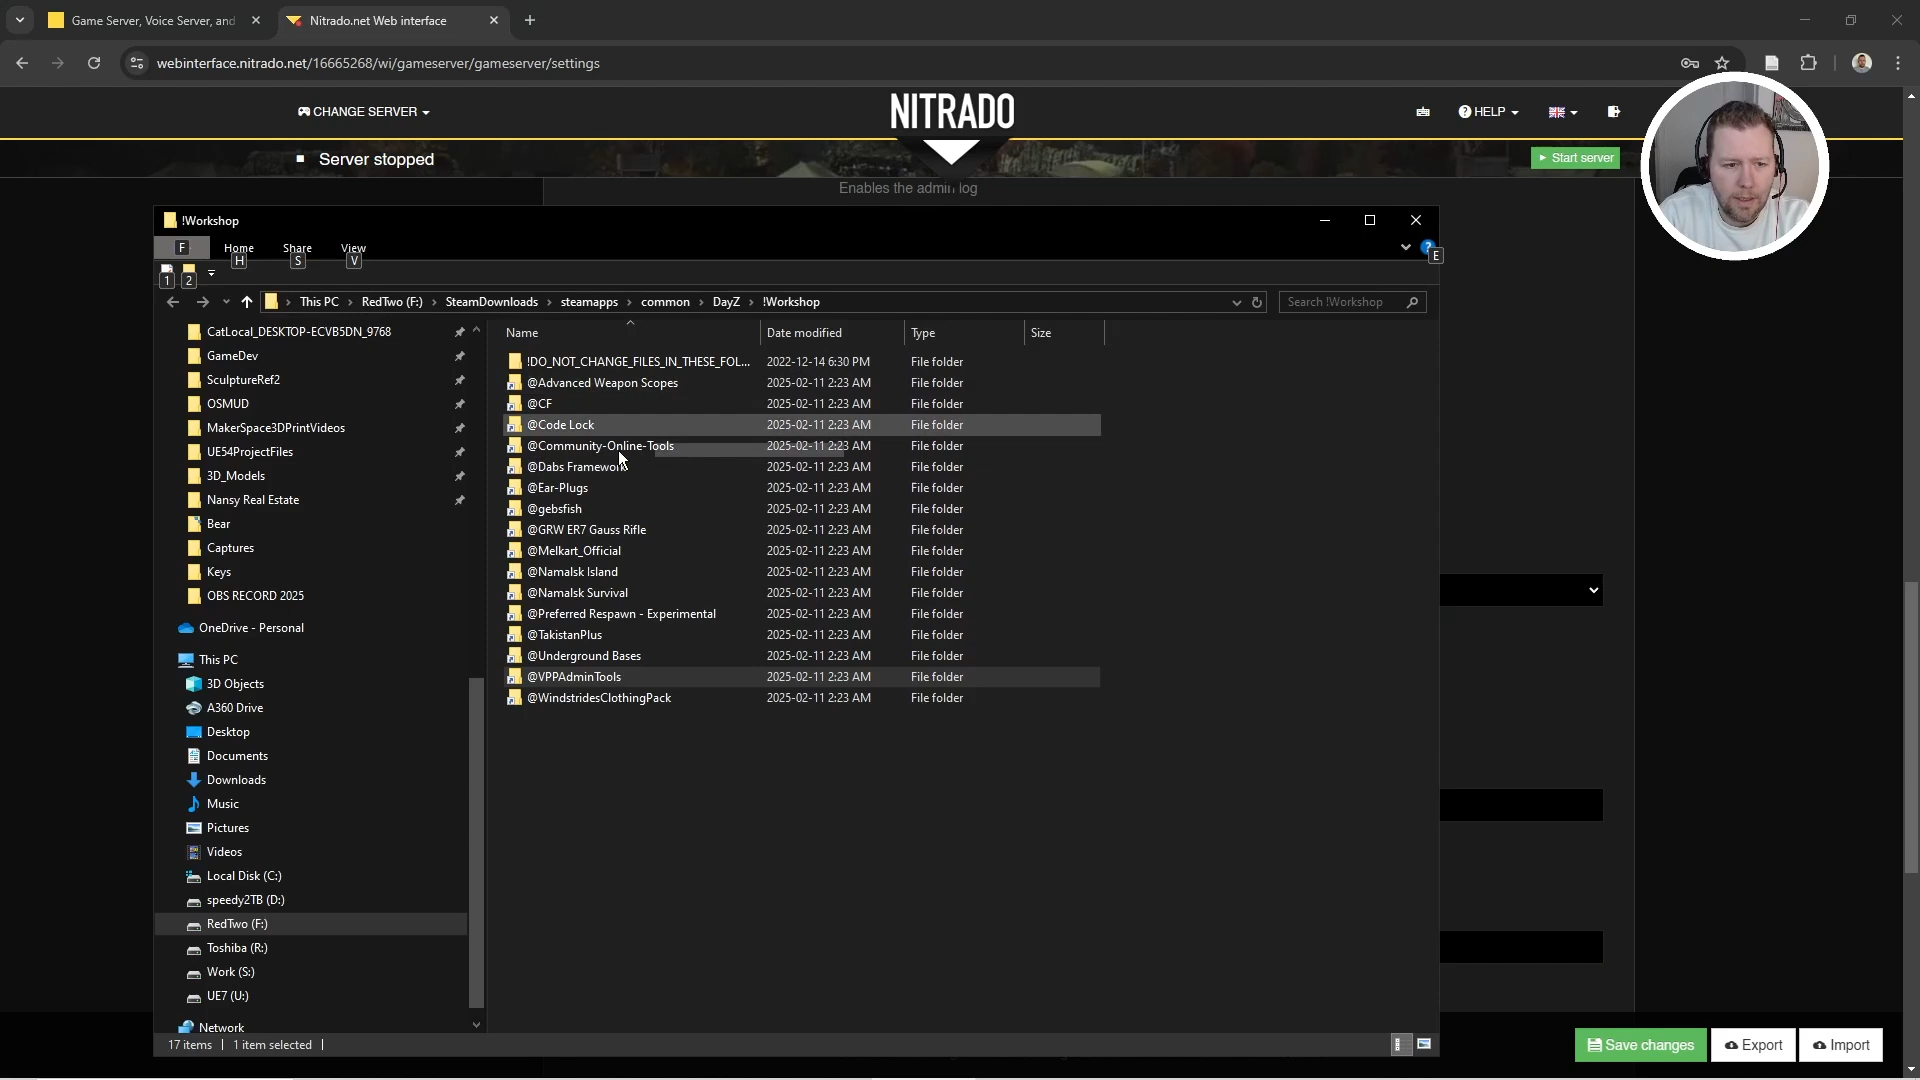 Game Server, Voice Server, and
Nitrado.net Web interface
webinterface.nitrado.net/16665268/wi/gameserver/gameserver/settings
CHANGE SERVER
NITRADO
HELP
Server stopped
Start server
Enables the admin log
!Workshop
F
Home
Share
View
H
S
V
E
1
2
This PC
RedTwo (F:)
SteamDownloads
steamapps
common
DayZ
!Workshop
Search !Workshop
Name
Date modified
Type
Size
CatLocal_DESKTOP-ECVB5DN_9768
GameDev
SculptureRef2
OSMUD
MakerSpace3DPrintVideos
UE54ProjectFiles
3D_Models
Nansy Real Estate
Bear
Captures
Keys
OBS RECORD 2025
OneDrive - Personal
This PC
3D Objects
A360 Drive
Desktop
Documents
Downloads
Music
Pictures
Videos
Local Disk (C:)
speedy2TB (D:)
RedTwo (F:)
Toshiba (R:)
Work (S:)
UE7 (U:)
Network
!DO_NOT_CHANGE_FILES_IN_THESE_FOL... 2022-12-14 6:30 PM File folder
@Advanced Weapon Scopes 2025-02-11 2:23 AM File folder
@CF 2025-02-11 2:23 AM File folder
@Code Lock 2025-02-11 2:23 AM File folder
@Community-Online-Tools 2025-02-11 2:23 AM File folder
@Dabs Framework 2025-02-11 2:23 AM File folder
@Ear-Plugs 2025-02-11 2:23 AM File folder
@gebsfish 2025-02-11 2:23 AM File folder
@GRW ER7 Gauss Rifle 2025-02-11 2:23 AM File folder
@Melkart_Official 2025-02-11 2:23 AM File folder
@Namalsk Island 2025-02-11 2:23 AM File folder
@Namalsk Survival 2025-02-11 2:23 AM File folder
@Preferred Respawn - Experimental 2025-02-11 2:23 AM File folder
@TakistanPlus 2025-02-11 2:23 AM File folder
@Underground Bases 2025-02-11 2:23 AM File folder
@VPPAdminTools 2025-02-11 2:23 AM File folder
@WindstridesClothingPack 2025-02-11 2:23 AM File folder
17 items
1 item selected
Save changes
Export
Import